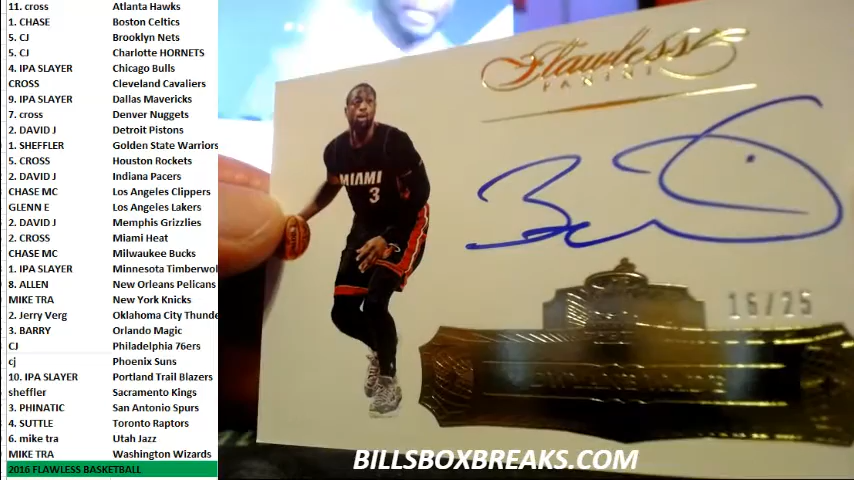 11. cross Atlanta Hawks
1. CHASE Boston Celtics
5. CJ Brooklyn Nets
5. CJ Charlotte HORNETS
4. IPA SLAYER Chicago Bulls
CROSS Cleveland Cavaliers
9. IPA SLAYER Dallas Mavericks
7. cross Denver Nuggets
2. DAVID J Detroit Pistons
1. SHEFFLER Golden State Warriors
5. CROSS Houston Rockets
2. DAVID J Indiana Pacers
CHASE MC Los Angeles Clippers
GLENN E Los Angeles Lakers
2. DAVID J Memphis Grizzlies
2. CROSS Miami Heat
CHASE MC Milwaukee Bucks
1. IPA SLAYER Minnesota Timberwol
8. ALLEN New Orleans Pelicans
MIKE TRA New York Knicks
2. Jerry Verg Oklahoma City Thunde
3. BARRY Orlando Magic
CJ Philadelphia 76ers
cj Phoenix Suns
10. IPA SLAYER Portland Trail Blazers
sheffler Sacramento Kings
3. PHINATIC San Antonio Spurs
4. SUTTLE Toronto Raptors
6. mike tra Utah Jazz
MIKE TRA Washington Wizards
2016 FLAWLESS BASKETBALL
Flawless
PANINI
MIAMI
3
16/25
BILLSBOXBREAKS.COM